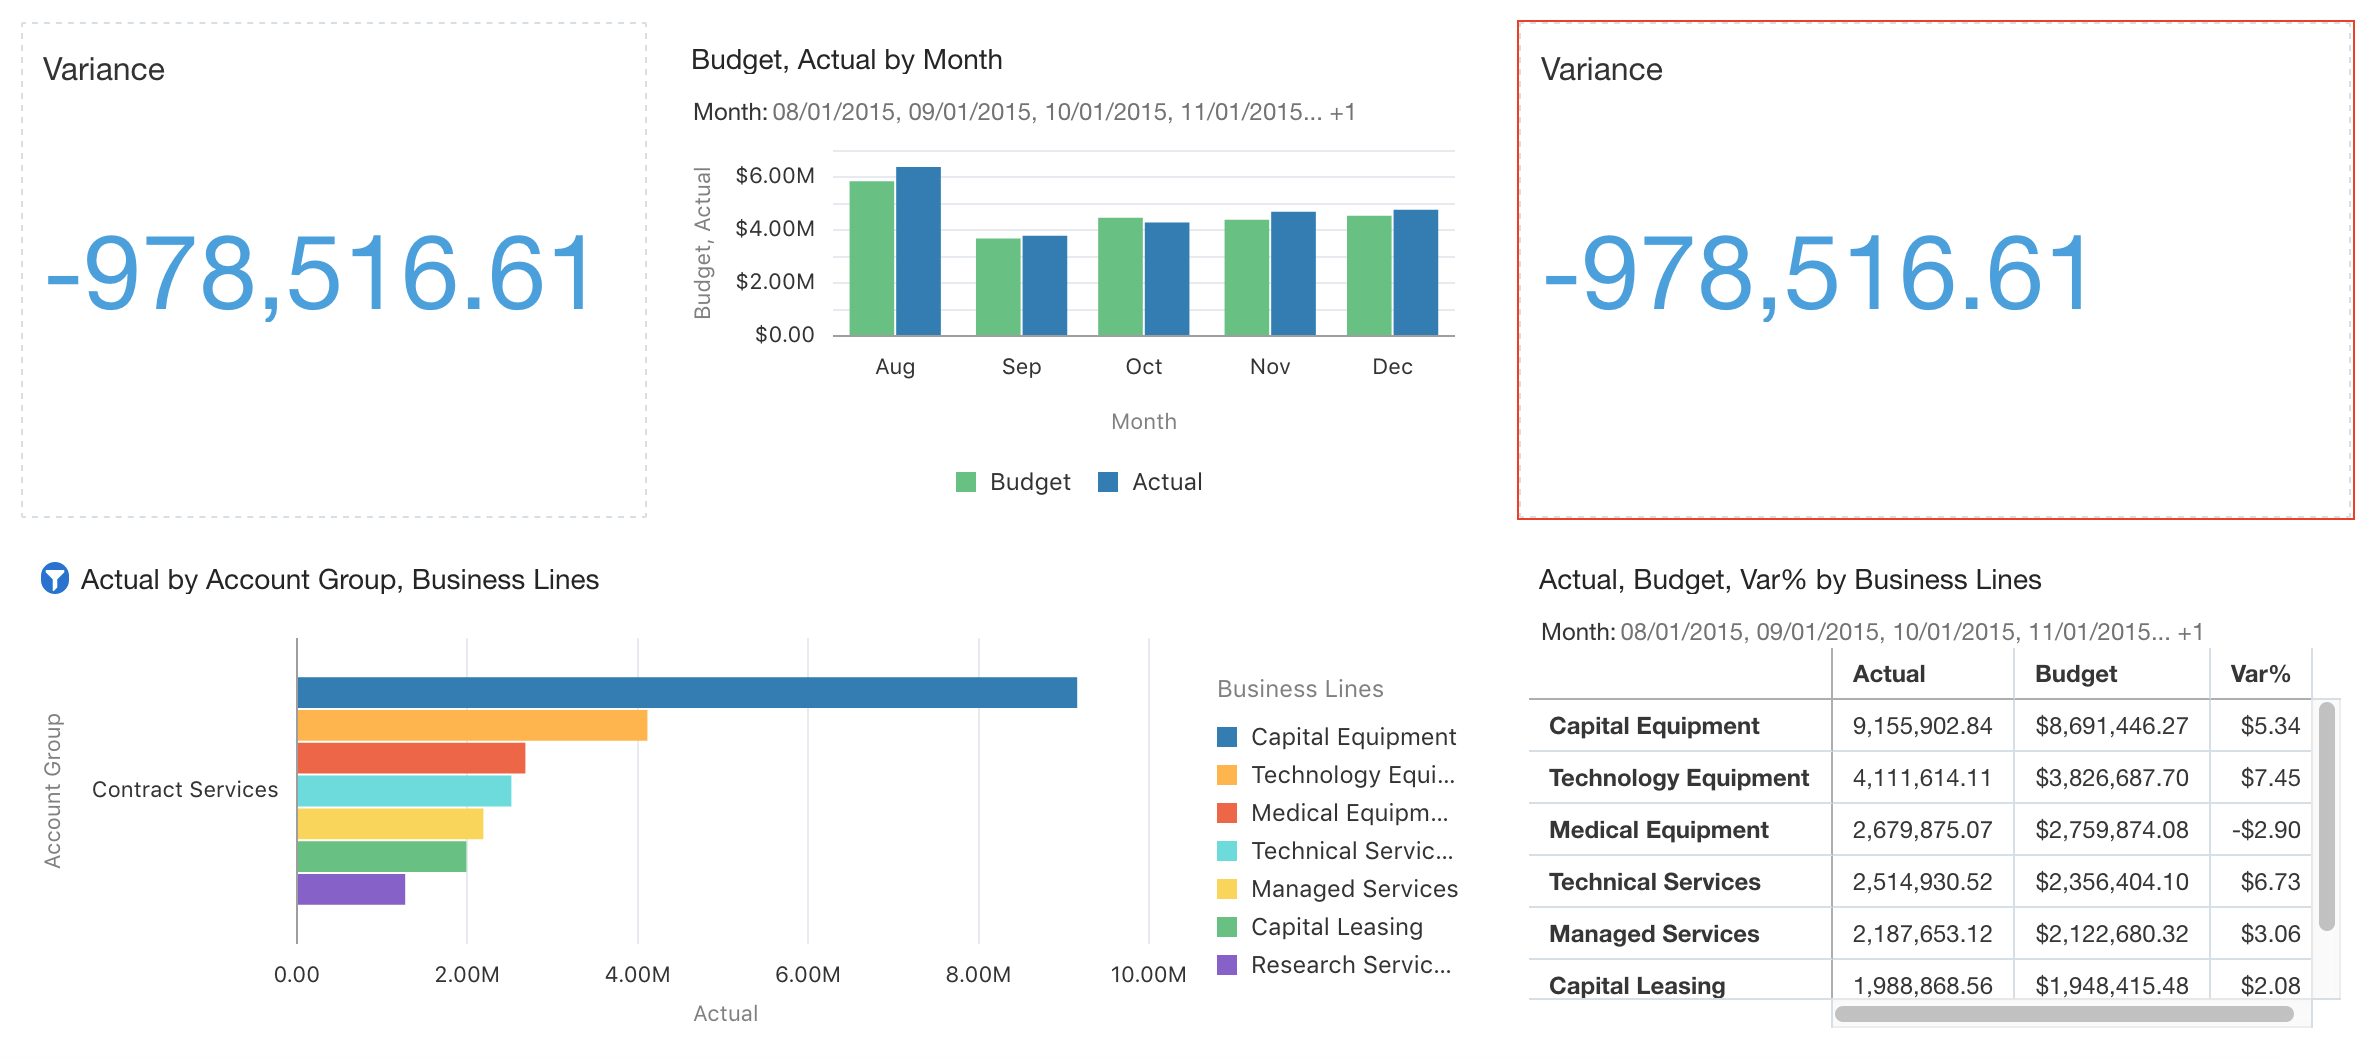 Variance
-978,516.61
Budget, Actual by Month
Month: 08/01/2015, 09/01/2015, 10/01/2015, 11/01/2015... +1
Budget, Actual
$6.00M
$4.00M
$2.00M
$0.00
Aug Sep Oct Nov Dec
Month
Budget Actual
Variance
-978,516.61
Actual by Account Group, Business Lines
Account Group
Contract Services
0.00 2.00M 4.00M 6.00M 8.00M 10.00M
Actual
Business Lines
Capital Equipment
Technology Equi...
Medical Equipm...
Technical Servic...
Managed Services
Capital Leasing
Research Servic...
Actual, Budget, Var% by Business Lines
Month: 08/01/2015, 09/01/2015, 10/01/2015, 11/01/2015... +1
Actual Budget Var%
Capital Equipment 9,155,902.84 $8,691,446.27 $5.34
Technology Equipment 4,111,614.11 $3,826,687.70 $7.45
Medical Equipment 2,679,875.07 $2,759,874.08 -$2.90
Technical Services 2,514,930.52 $2,356,404.10 $6.73
Managed Services 2,187,653.12 $2,122,680.32 $3.06
Capital Leasing 1,988,868.56 $1,948,415.48 $2.08